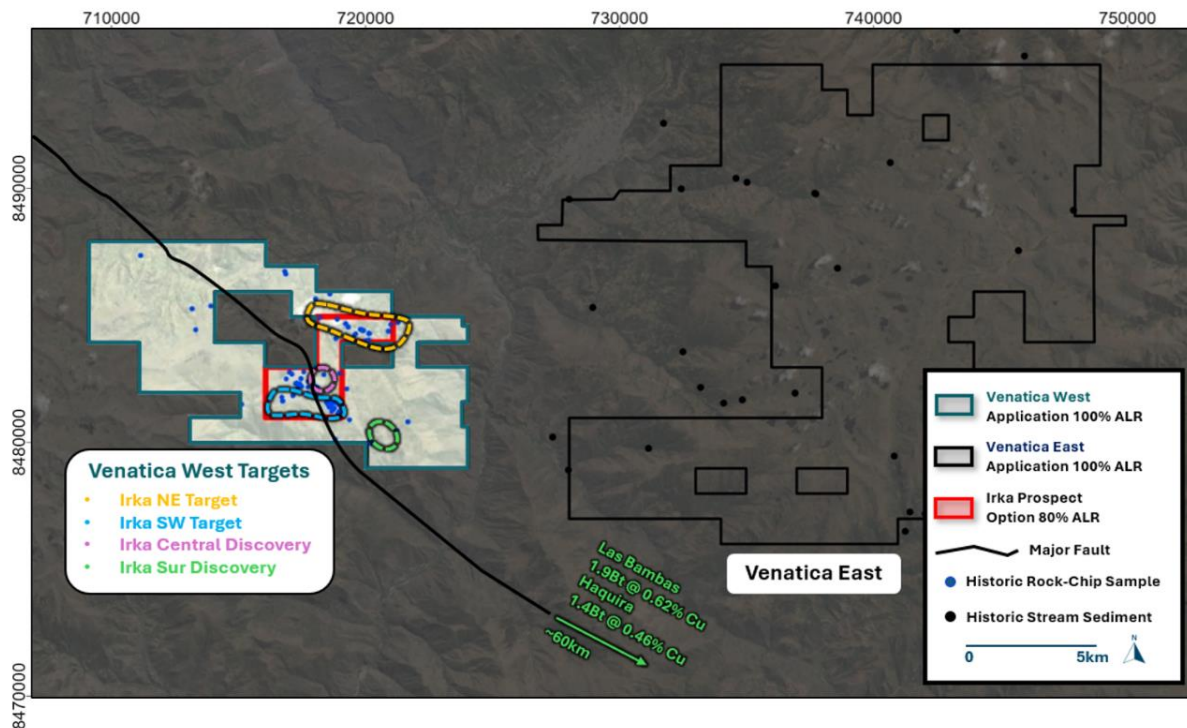 710000
720000
730000
740000
750000
8490000
8480000
8470000
Venatica West Targets
Irka NE Target
Irka SW Target
Irka Central Discovery
Irka Sur Discovery
Las Bambas
1.9Bt @ 0.62% Cu
Haquira
1.4Bt @ 0.46% Cu
~60km
Venatica East
Venatica West
Application 100% ALR
Venatica East
Application 100% ALR
Irka Prospect
Option 80% ALR
Major Fault
Historic Rock-Chip Sample
Historic Stream Sediment
N
0 5km